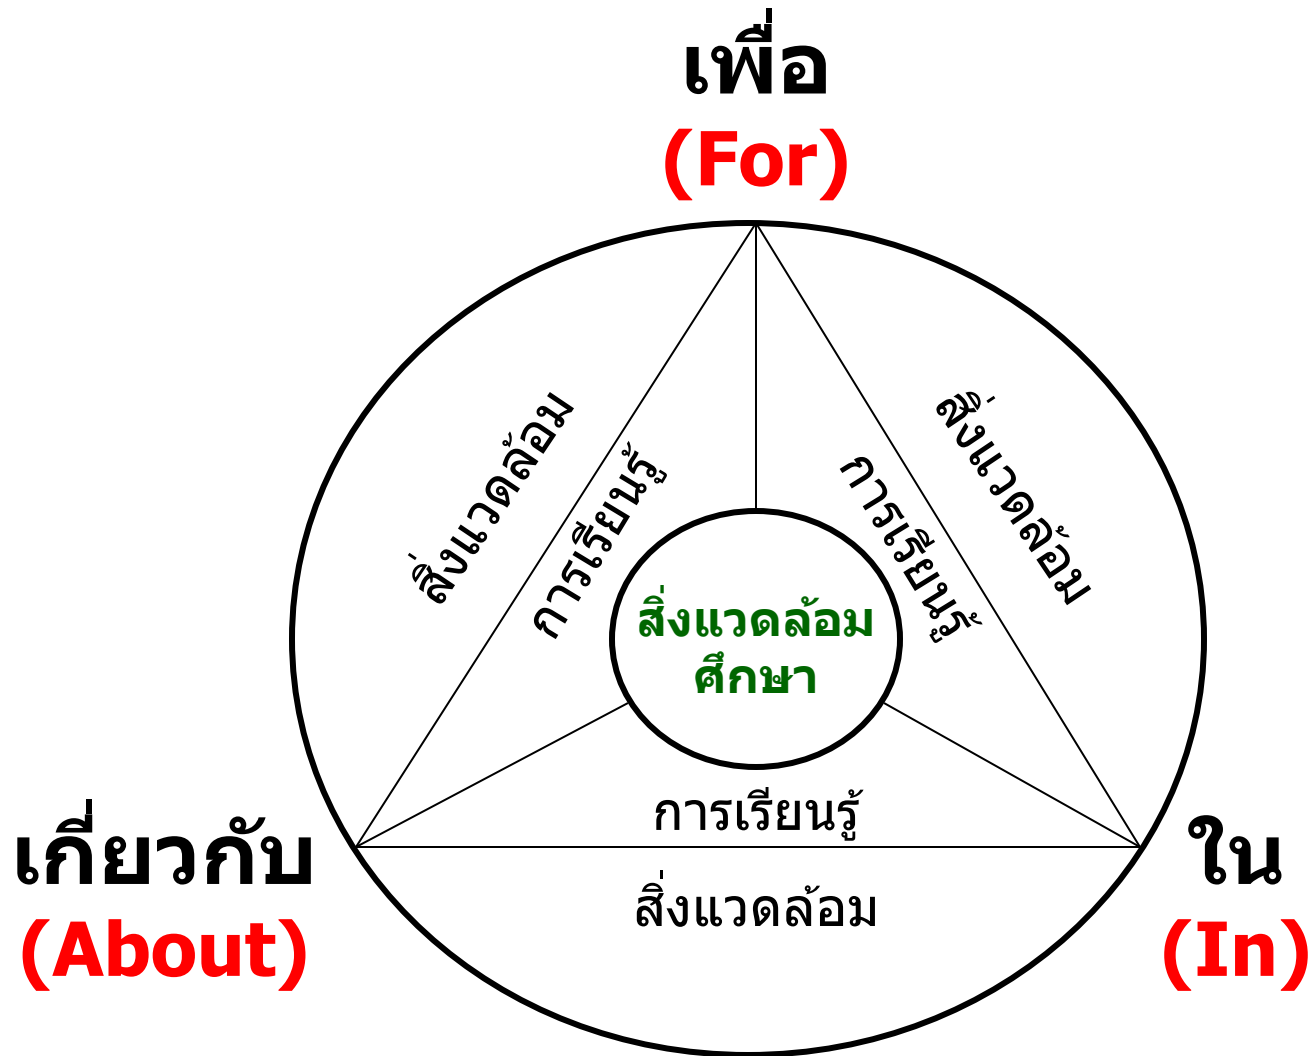 เพื่อ
(For)
สิ่งแวดล้อม
การเรียนรู้
การเรียนรู้
สิ่งแวดล้อม
สิ่งแวดล้อม
ศึกษา
การเรียนรู้
สิ่งแวดล้อม
เกี่ยวกับ
(About)
ใน
(In)